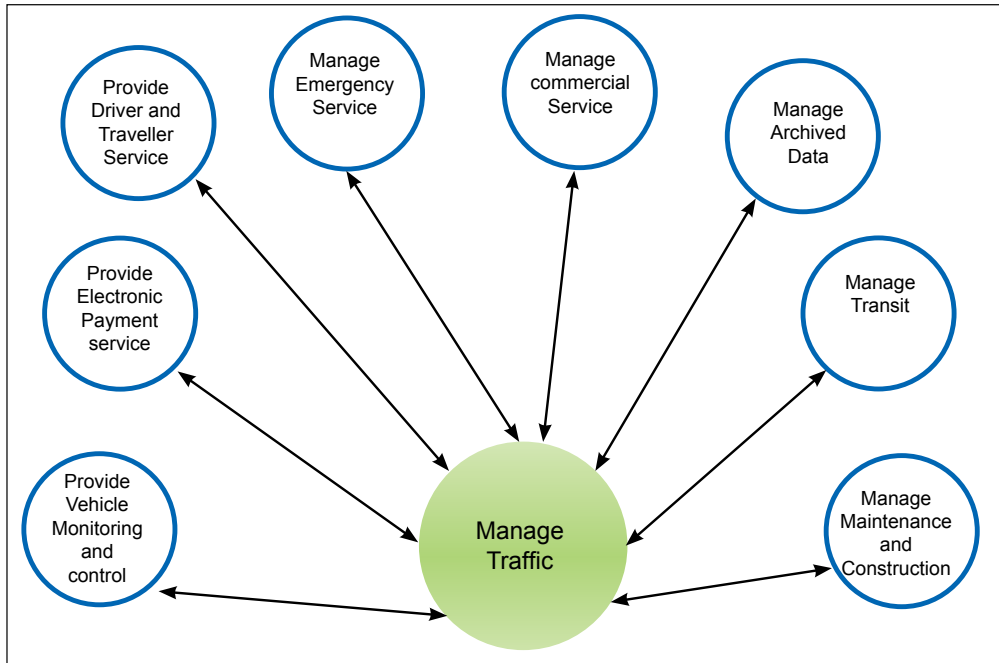 Provide
Driver and
Traveller
Service
Manage
Emergency
Service
Manage
commercial
Service
Manage
Archived
Data
Provide
Electronic
Payment
service
Manage
Transit
Provide
Vehicle
Monitoring
and
control
Manage
Traffic
Manage
Maintenance
and
Construction